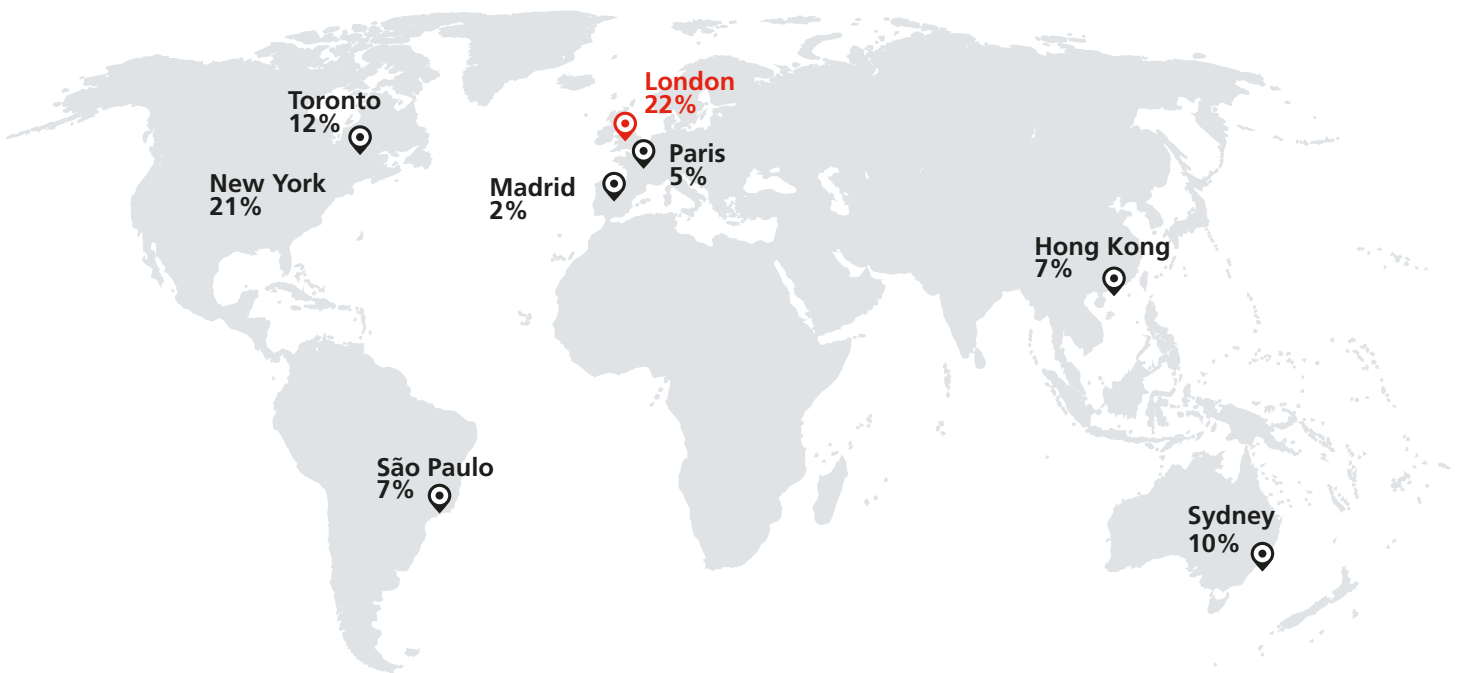 London
22%
Toronto
12%
Paris
5%
New York
21%
Madrid
2%
Hong Kong
7%
São Paulo
7%
Sydney
10%